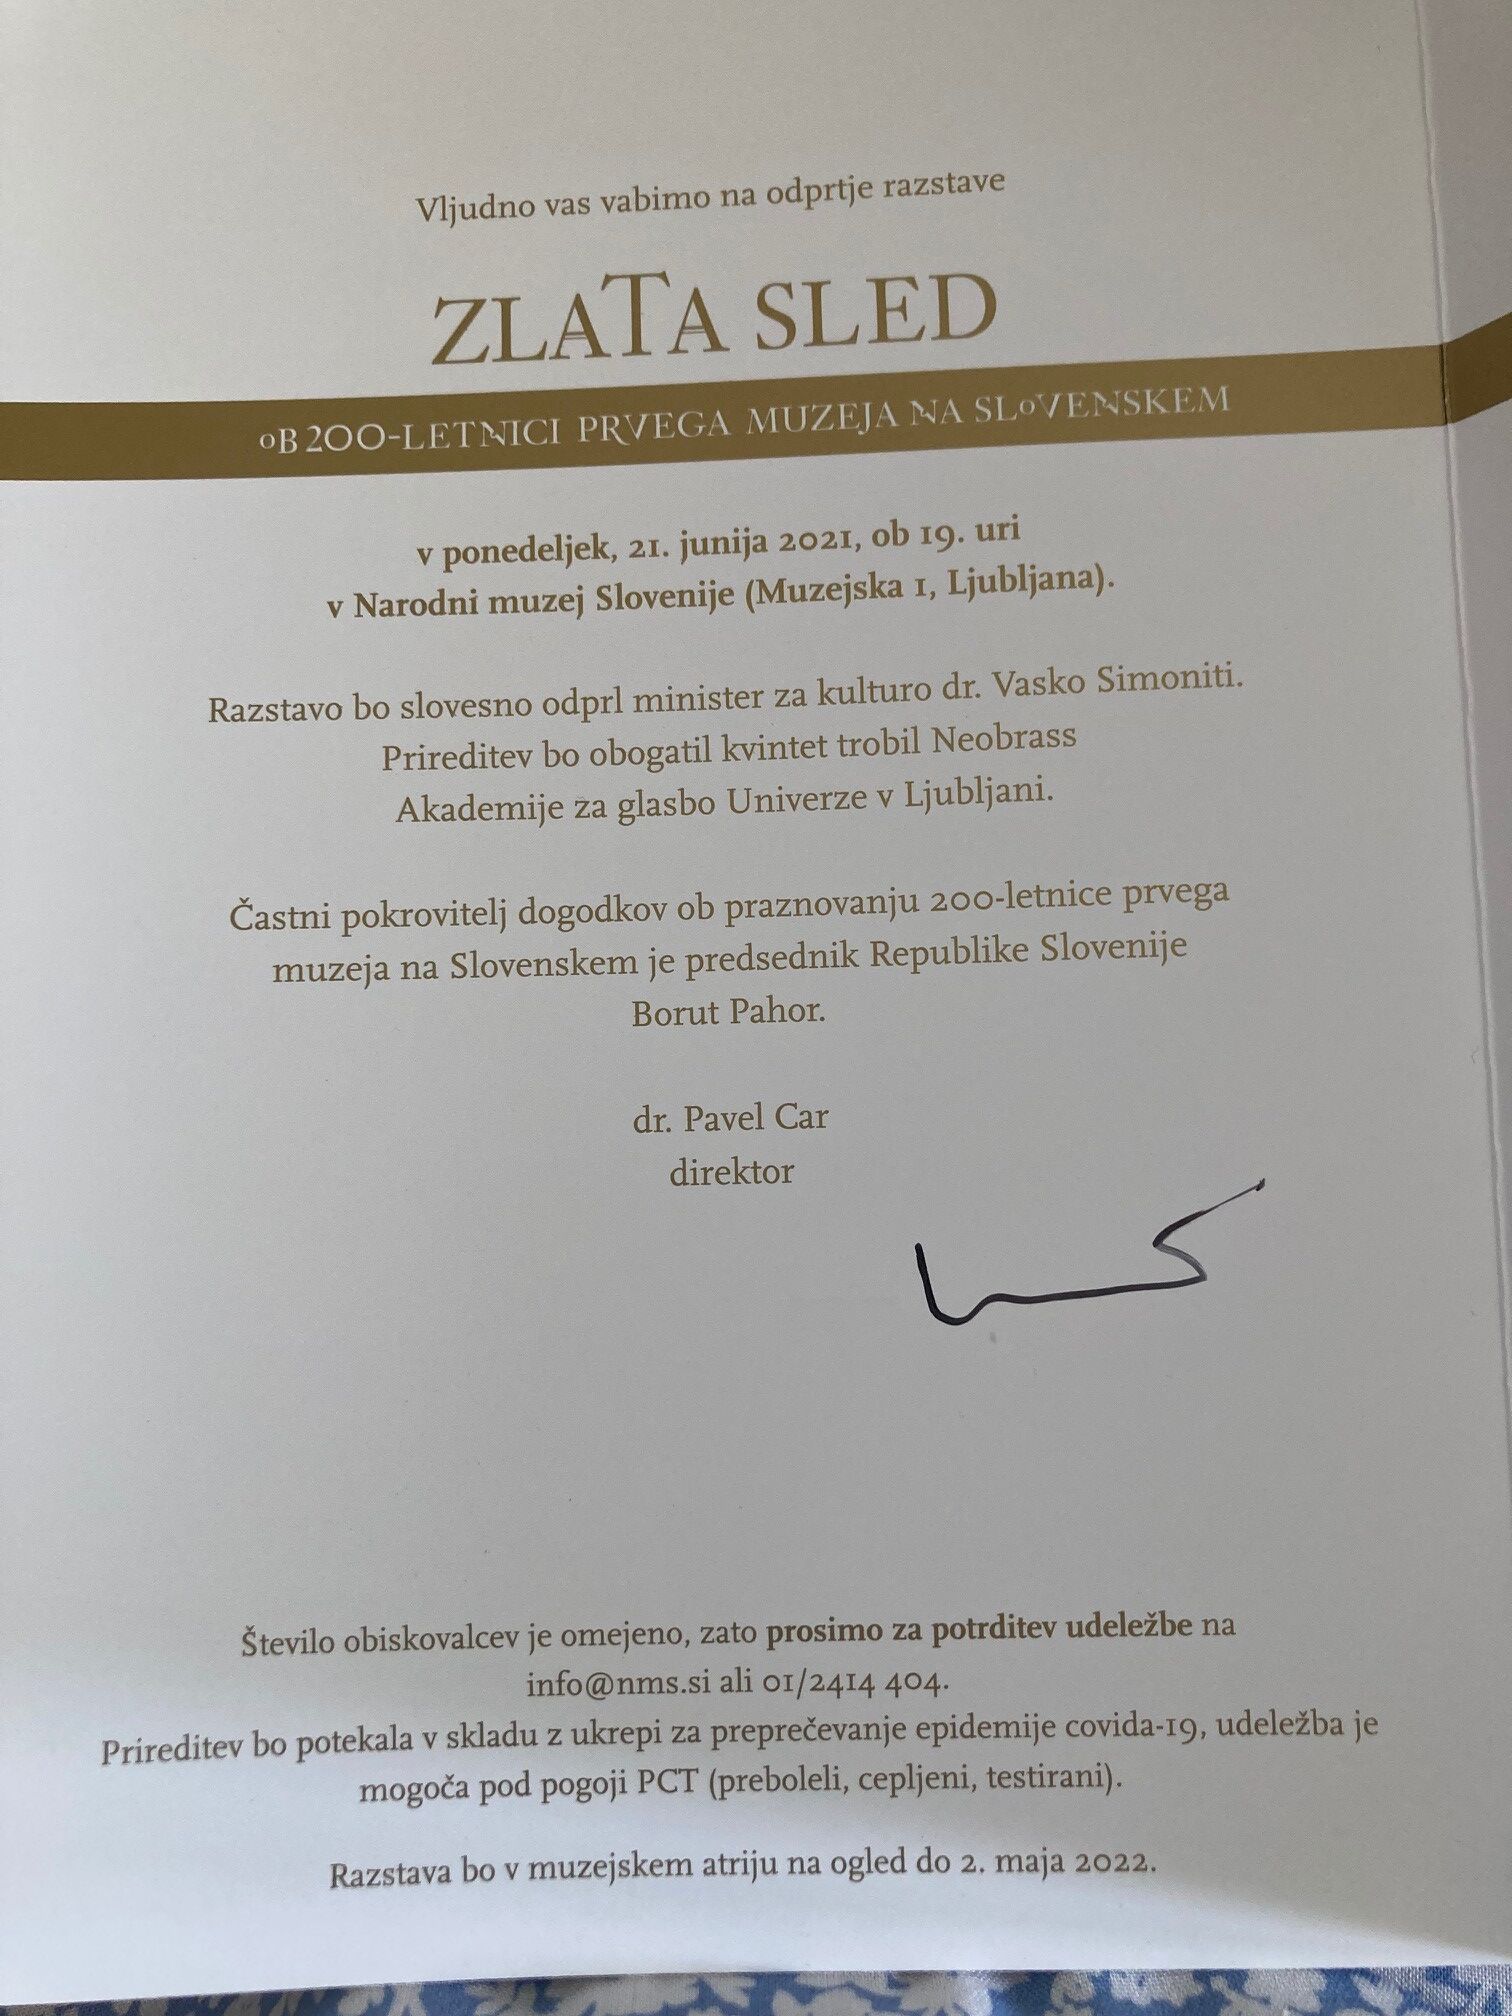 Vljudno vas vabimo na odprtje razstave
ZLATA SLED
OB 200-LETNICI PRVEGA MUZEJA NA SLOVENSKEM
v ponedeljek, 21. junija 2021, ob 19. uri
v Narodni muzej Slovenije (Muzejska 1, Ljubljana).
Razstavo bo slovesno odprl minister za kulturo dr. Vasko Simoniti.
Prireditev bo obogatil kvintet trobil Neobrass
Akademije za glasbo Univerze v Ljubljani.
Častni pokrovitelj dogodkov ob praznovanju 200-letnice prvega
muzeja na Slovenskem je predsednik Republike Slovenije
Borut Pahor.
dr. Pavel Car
direktor
Število obiskovalcev je omejeno, zato prosimo za potrditev udeležbe na
info@nms.si ali 01/2414 404.
Prireditev bo potekala v skladu z ukrepi za preprečevanje epidemije covida-19, udeležba je
mogoča pod pogoji PCT (preboleli, cepljeni, testirani).
Razstava bo v muzejskem atriju na ogled do 2. maja 2022.